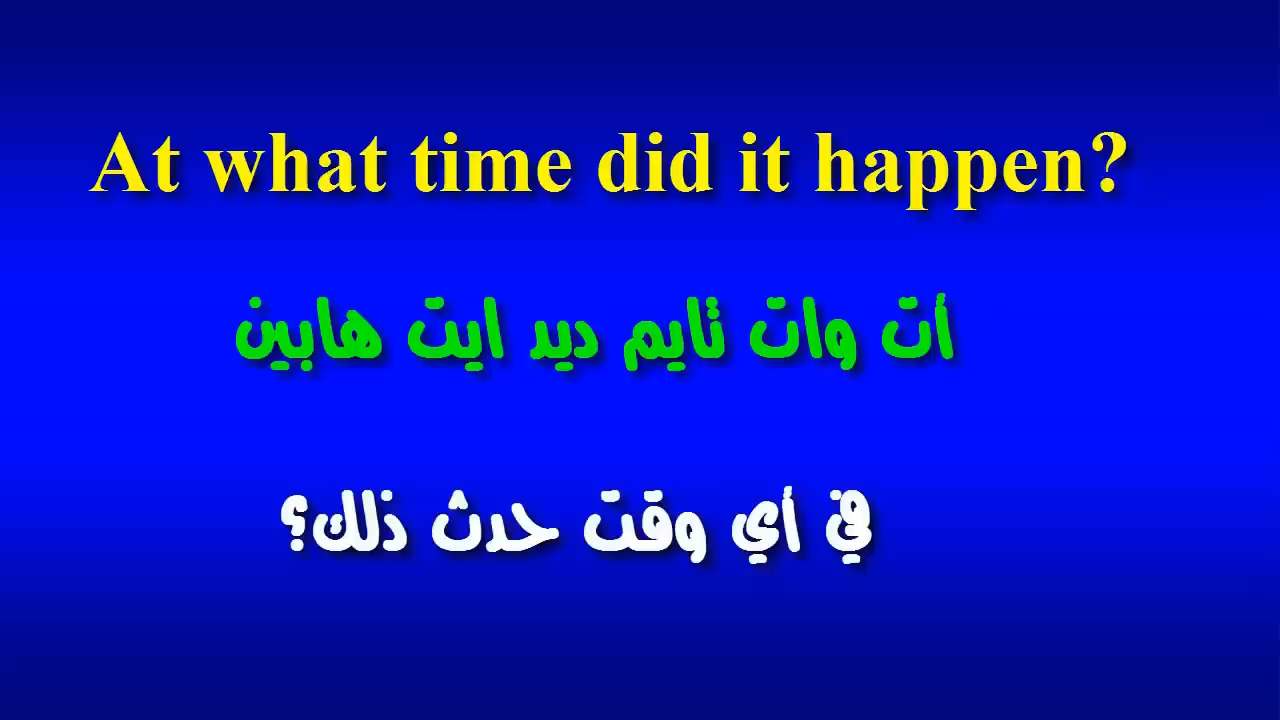 At what time did it happen?
أت وات تايم ديد ايت هابين
في أي وقت حدث ذلك؟